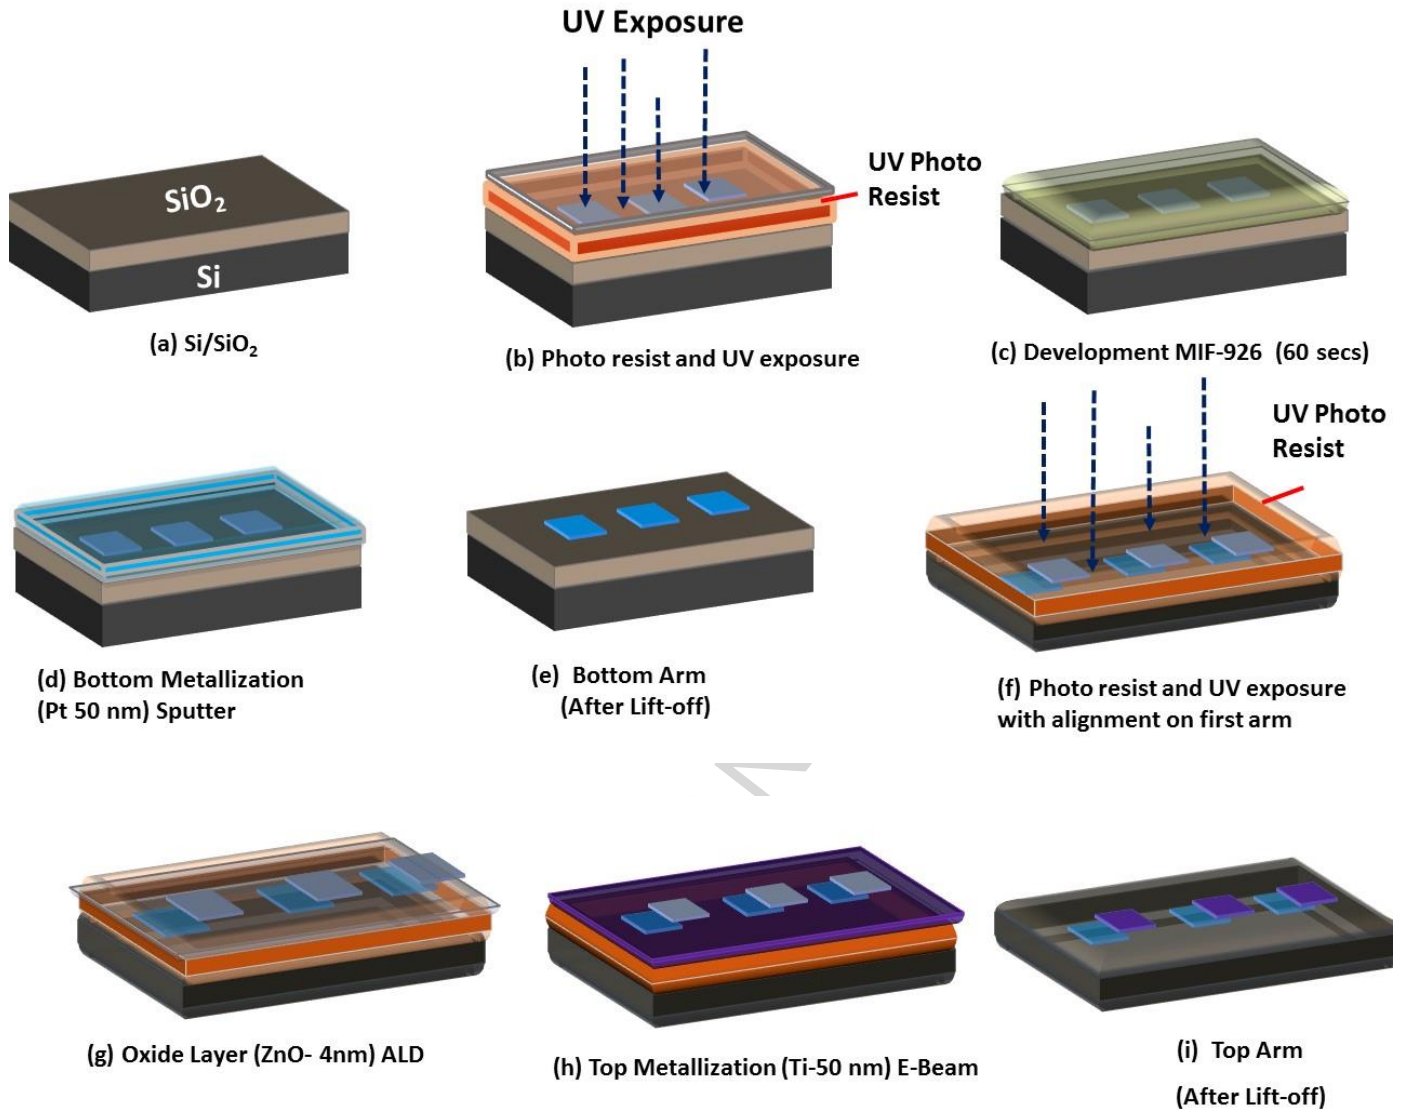 UV Exposure
SiO₂
Si
UV Photo
Resist
(a) Si/SiO₂
(b) Photo resist and UV exposure
(c) Development MIF-926 (60 secs)
UV Photo
Resist
(d) Bottom Metallization
(Pt 50 nm) Sputter
(e) Bottom Arm
(After Lift-off)
(f) Photo resist and UV exposure
with alignment on first arm
(g) Oxide Layer (ZnO- 4nm) ALD
(h) Top Metallization (Ti-50 nm) E-Beam
(i) Top Arm
(After Lift-off)